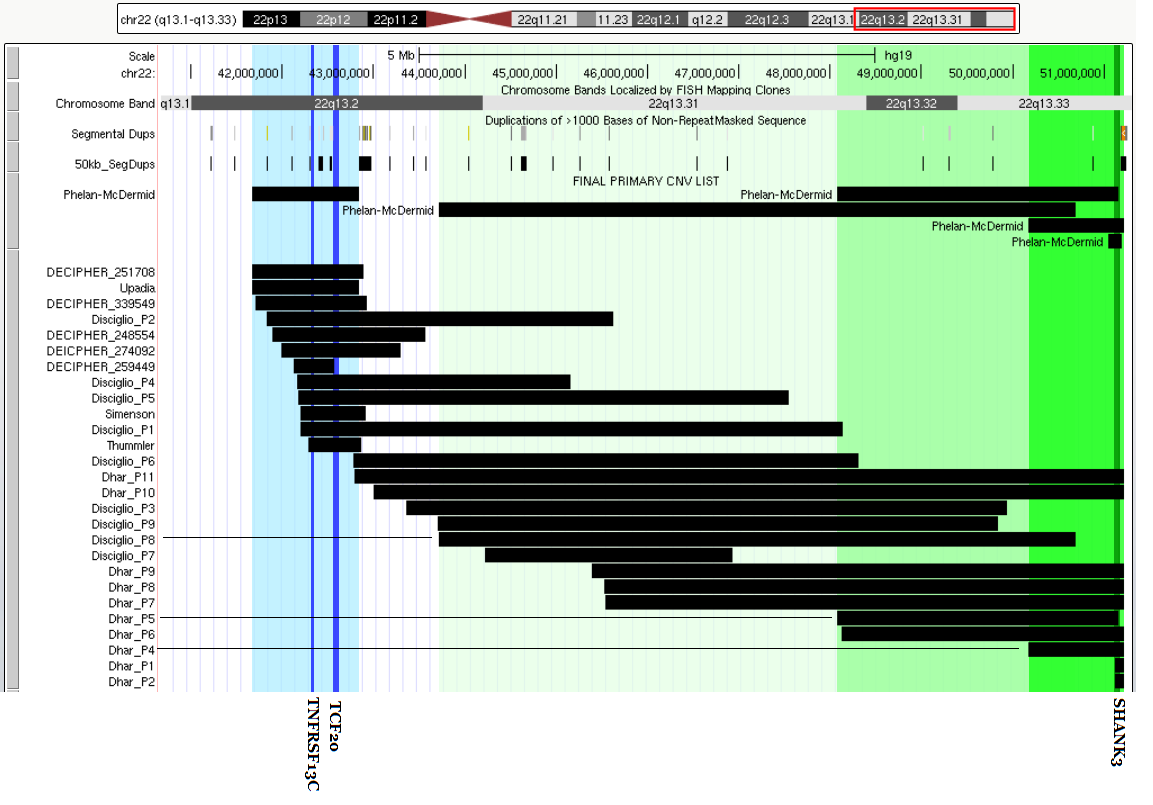 chr22 (q13.1-q13.33) 22p13 22p12 22p11.2 22q11.21 11.23 22q12.1 q12.2 22q12.3 22q13.1 22q13.2 22q13.31
Scale 5 Mb hg19
chr22: 42,000,000 43,000,000 44,000,000 45,000,000 46,000,000 47,000,000 48,000,000 49,000,000 50,000,000 51,000,000
Chromosome Bands Localized by FISH Mapping Clones
Chromosome Band q13.1 22q13.2 22q13.31 22q13.32 22q13.33
Duplications of >1000 Bases of Non-RepeatMasked Sequence
Segmental Dups
50kb_SegDups
FINAL PRIMARY CNV LIST
Phelan-McDermid Phelan-McDermid
Phelan-McDermid
Phelan-McDermid
Phelan-McDermid
DECIPHER_251708
Upadia
DECIPHER_339549
Disciglio_P2
DECIPHER_248554
DEICPHER_274092
DECIPHER_259449
Disciglio_P4
Disciglio_P5
Simenson
Disciglio_P1
Thummler
Disciglio_P6
Dhar_P11
Dhar_P10
Disciglio_P3
Disciglio_P9
Disciglio_P8
Disciglio_P7
Dhar_P9
Dhar_P8
Dhar_P7
Dhar_P5
Dhar_P6
Dhar_P4
Dhar_P1
Dhar_P2
TNFRSF13C
TCF20
SHANK3